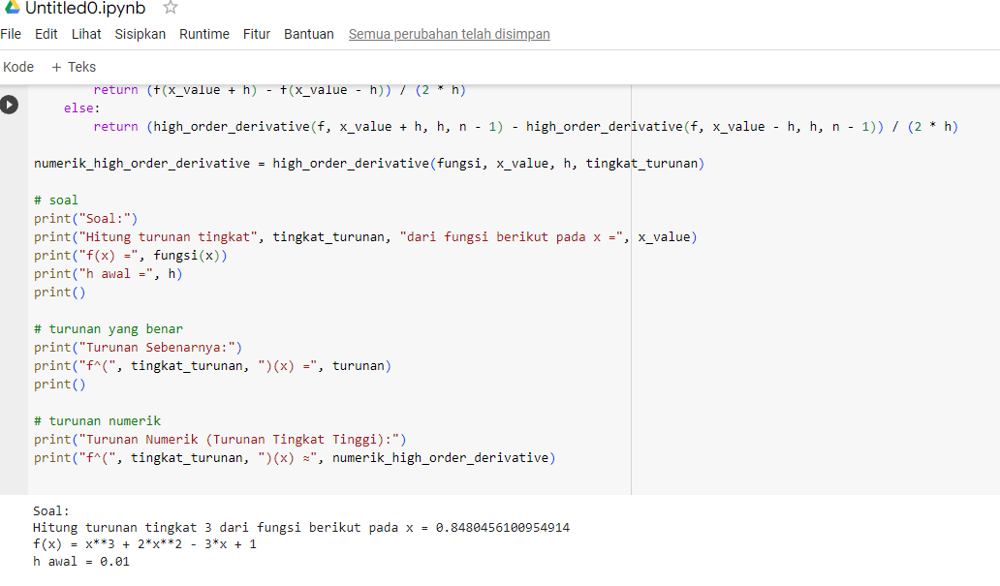 Untitled0.ipynb
File Edit Lihat Sisipkan Runtime Fitur Bantuan Semua perubahan telah disimpan
Kode + Teks
return (f(x_value + h) - f(x_value - h)) / (2 * h)
else:
return (high_order_derivative(f, x_value + h, h, n - 1) - high_order_derivative(f, x_value - h, h, n - 1)) / (2 * h)
numerik_high_order_derivative = high_order_derivative(fungsi, x_value, h, tingkat_turunan)
# soal
print("Soal:")
print("Hitung turunan tingkat", tingkat_turunan, "dari fungsi berikut pada x =", x_value)
print("f(x) =", fungsi(x))
print("h awal =", h)
print()
# turunan yang benar
print("Turunan Sebenarnya:")
print("f^(", tingkat_turunan, ")(x) =", turunan)
print()
# turunan numerik
print("Turunan Numerik (Turunan Tingkat Tinggi):")
print("f^(", tingkat_turunan, ")(x) ≈", numerik_high_order_derivative)
Soal:
Hitung turunan tingkat 3 dari fungsi berikut pada x = 0.8480456100954914
f(x) = x**3 + 2*x**2 - 3*x + 1
h awal = 0.01